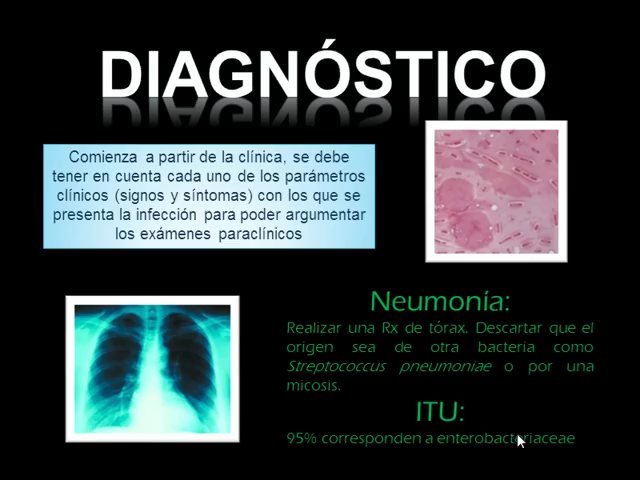 DIAGNÓSTICO
Comienza a partir de la clínica, se debe
tener en cuenta cada uno de los parámetros
clínicos (signos y síntomas) con los que se
presenta la infección para poder argumentar
los exámenes paraclínicos
Neumonía:
Realizar una Rx de tórax. Descartar que el
origen sea de otra bacteria como
Streptococcus pneumoniae o por una
micosis.
ITU:
95% corresponden a enterobacteriaceae